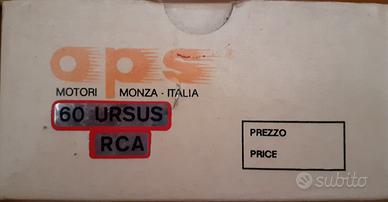 ops
MOTORI MONZA - ITALIA
60 URSUS
RCA
PREZZO
PRICE
subito